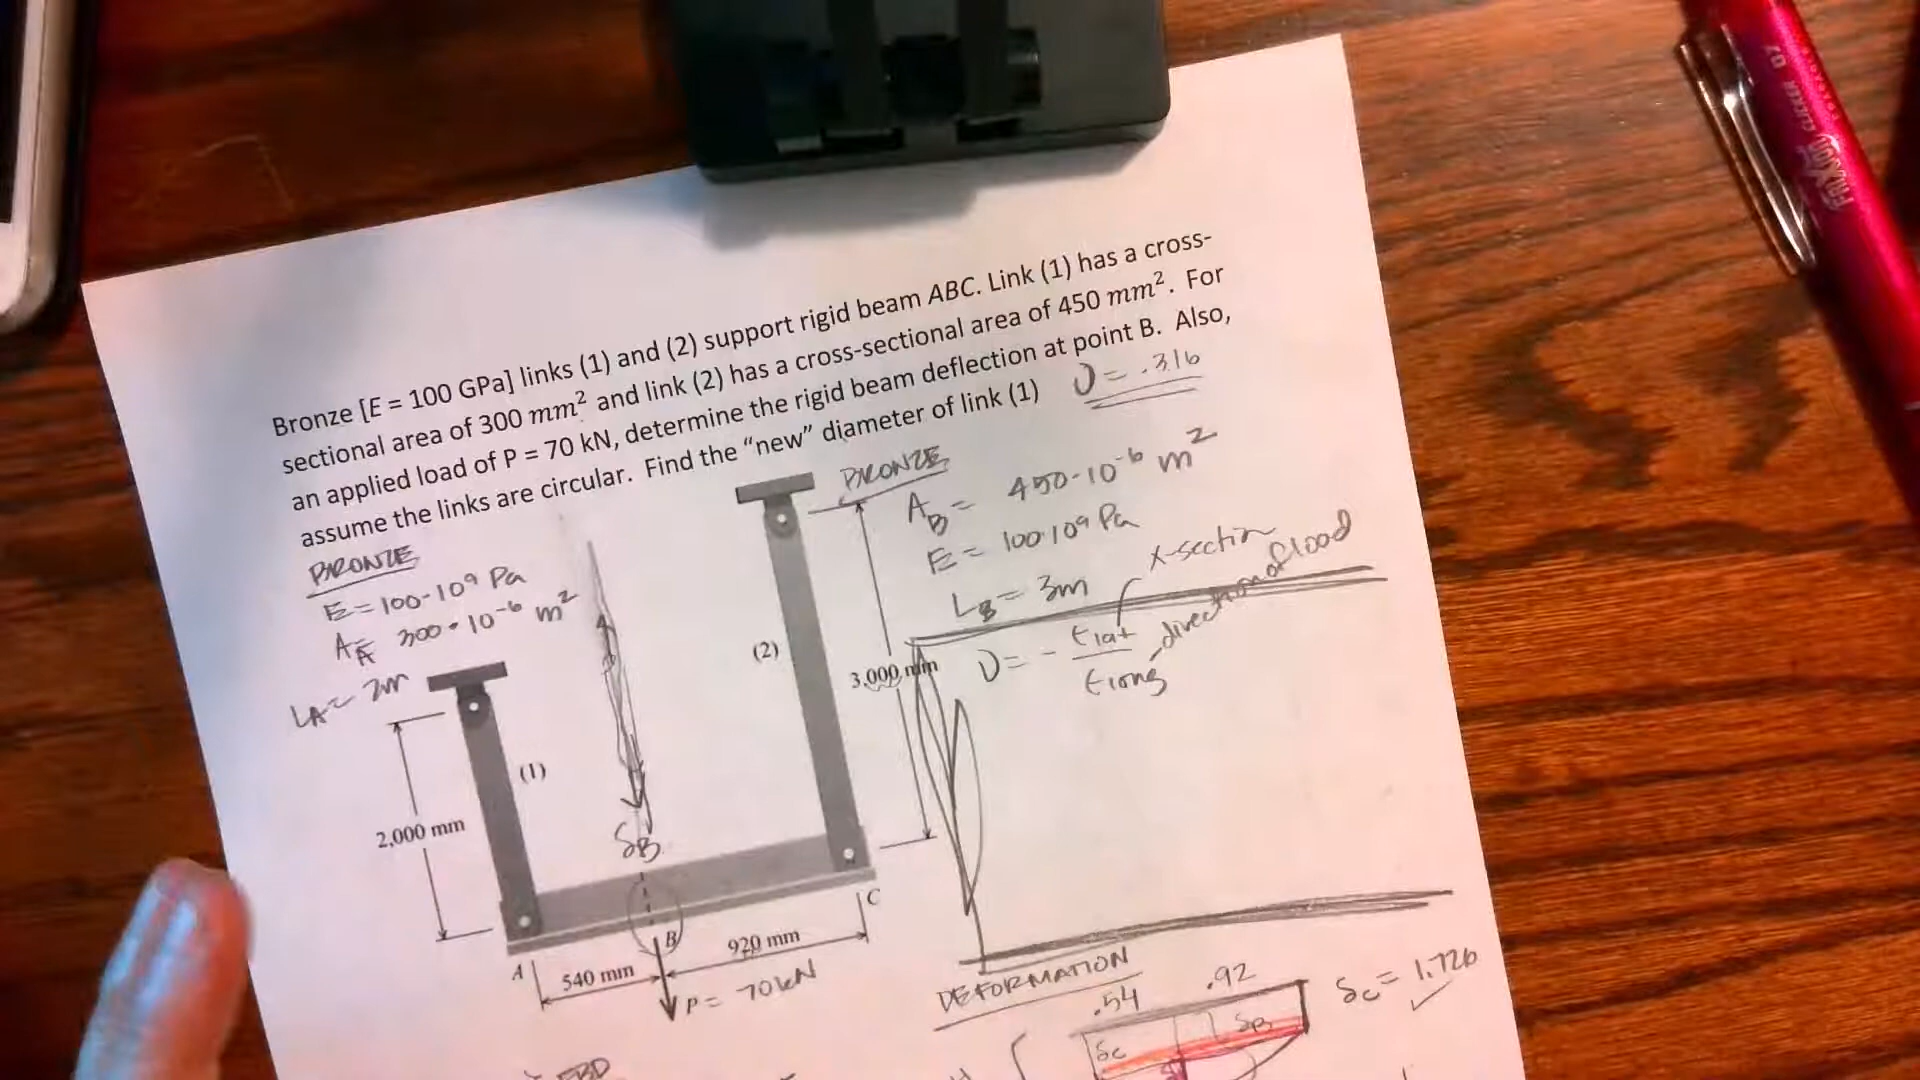 Bronze [E = 100 GPa] links (1) and (2) support rigid beam ABC. Link (1) has a cross-
sectional area of 300 mm² and link (2) has a cross-sectional area of 450 mm². For
an applied load of P = 70 kN, determine the rigid beam deflection at point B. Also,
assume the links are circular. Find the “new” diameter of link (1)
υ = .316
BRONZE
E = 100·10⁹ Pa
A_A = 300·10⁻⁶ m²
L_A = 2m
BRONZE
A_B = 450·10⁻⁶ m²
E = 100·10⁹ Pa
L_B = 3m
X-section
υ = - ε lat / ε long
direction of load
(1)
(2)
2,000 mm
3,000 mm
δB
A
B
C
540 mm
920 mm
P = 70kN
FBD
DEFORMATION
.54
.92
δc
δB
δc = 1.726